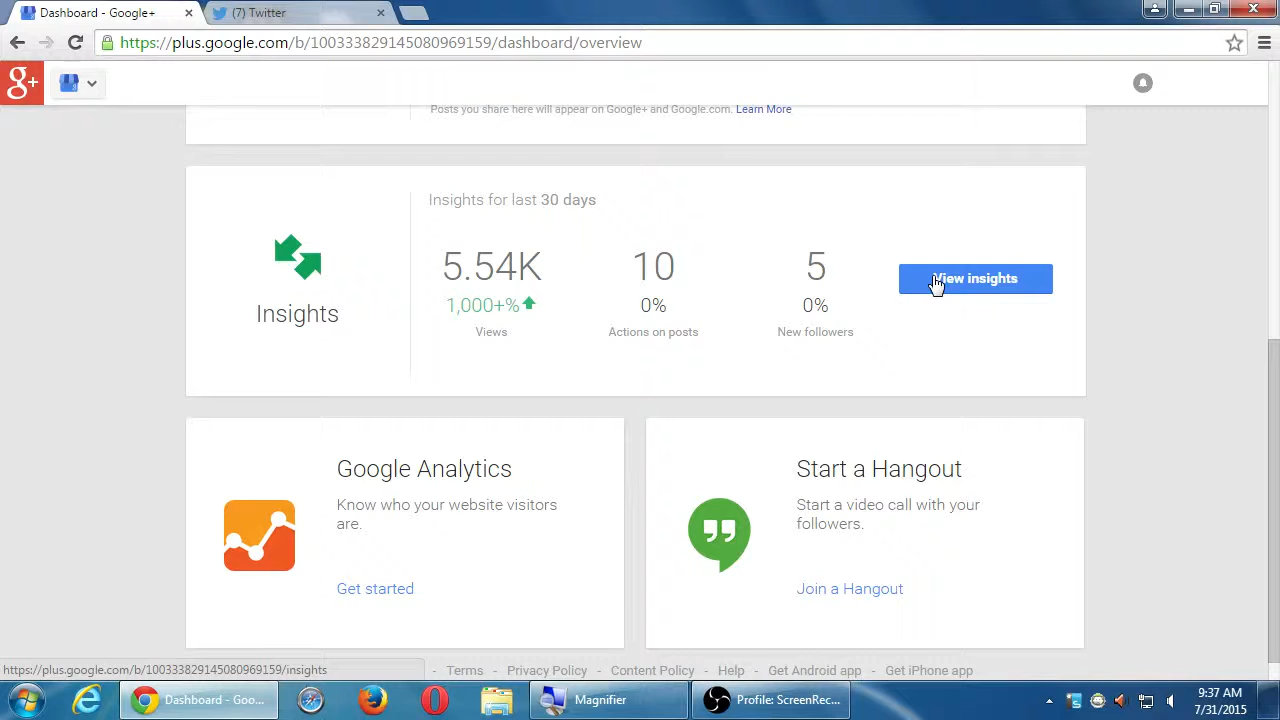 Dashboard - Google+
(7) Twitter
https://plus.google.com/b/100333829145080969159/dashboard/overview
g+
Posts you share here will appear on Google+ and Google.com. Learn More
Insights for last 30 days
5.54K 10 5
1,000+% 0% 0%
Views Actions on posts New followers
View insights
Insights
Google Analytics
Know who your website visitors
are.
Get started
Start a Hangout
Start a video call with your
followers.
Join a Hangout
https://plus.google.com/b/100333829145080969159/insights
- Terms - Privacy Policy - Content Policy - Help - Get Android app - Get iPhone app
Dashboard - Goo...
Magnifier
Profile: ScreenRec...
9:37 AM
7/31/2015